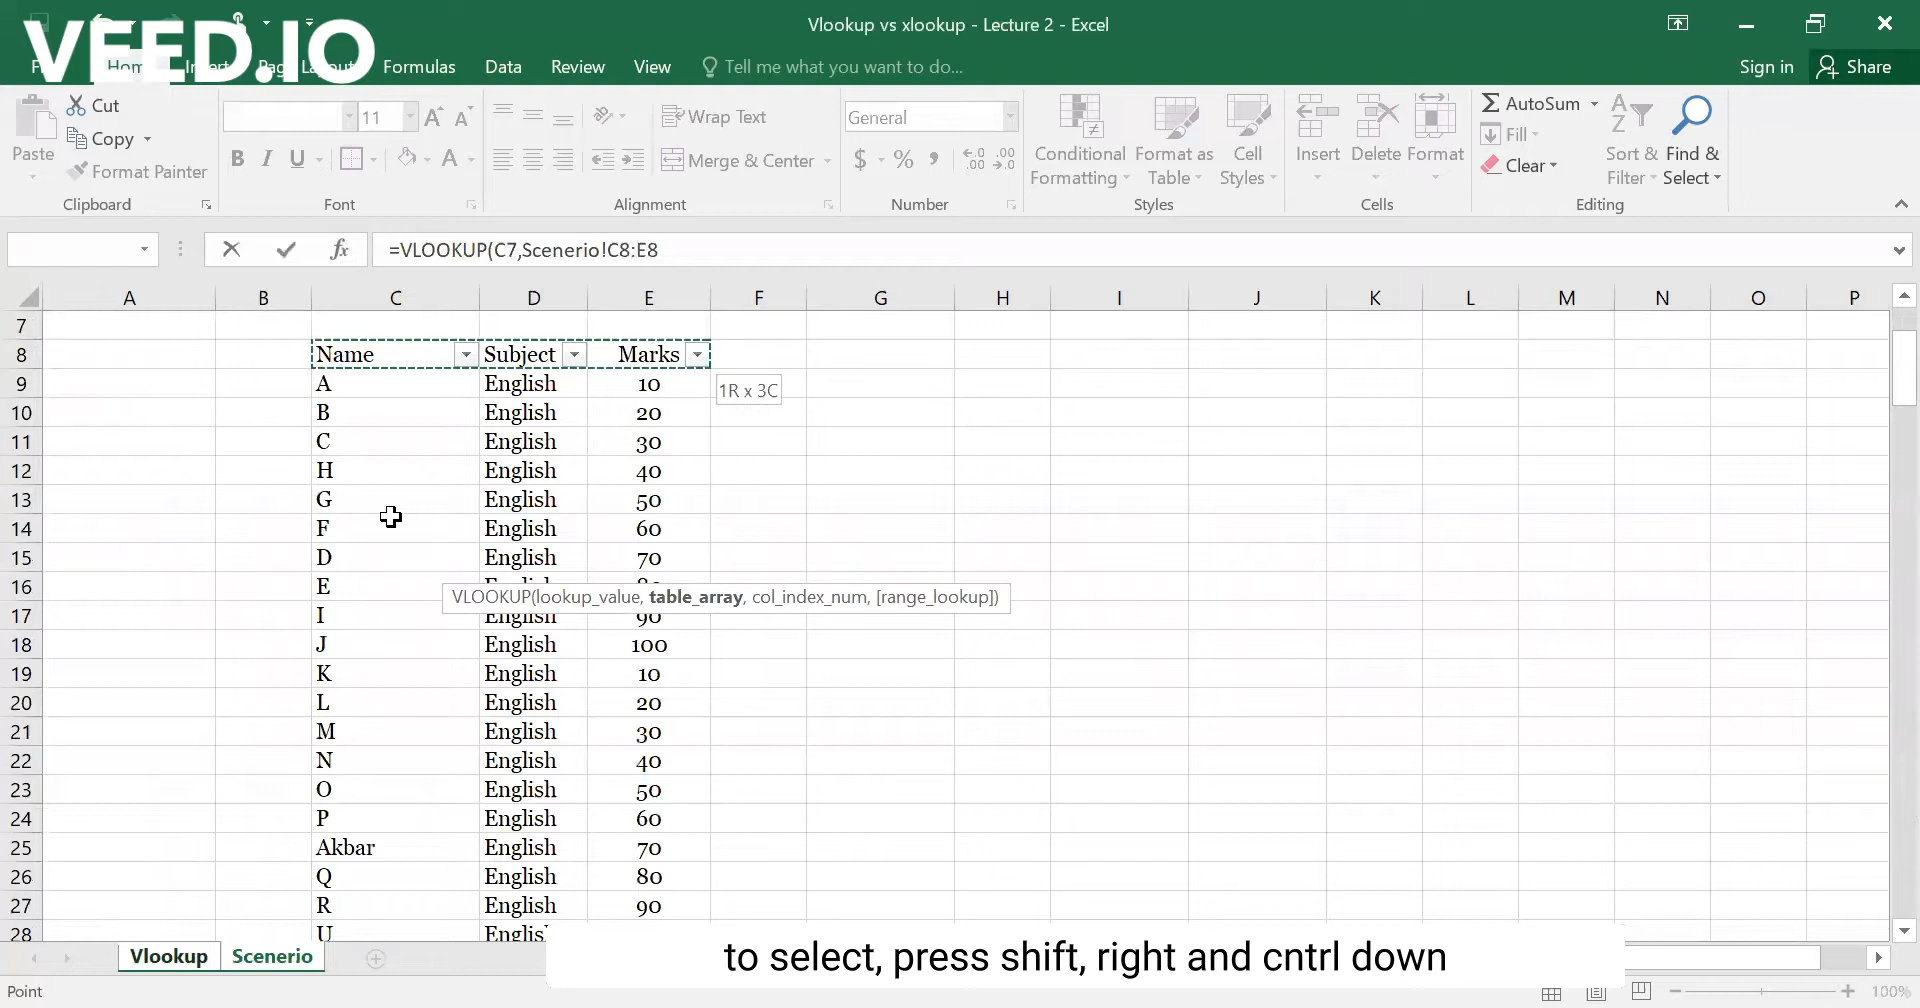 VEED.IO
Vlookup vs xlookup - Lecture 2 - Excel
Home Insert Page Layout Formulas Data Review View Tell me what you want to do... Sign in Share
Paste
Cut
Copy
Format Painter
Clipboard
11
B I U
Font
Wrap Text
Merge & Center
Alignment
General
$ % ,
Number
Conditional Formatting
Format as Table
Cell Styles
Styles
Insert Delete Format
Cells
AutoSum
Fill
Clear
Sort & Filter
Find & Select
Editing
=VLOOKUP(C7,Scenerio!C8:E8
A B C D E F G H I J K L M N O P
7
8 Name Subject Marks
9 A English 10
1R x 3C
10 B English 20
11 C English 30
12 H English 40
13 G English 50
14 F English 60
15 D English 70
16 E
VLOOKUP(lookup_value, table_array, col_index_num, [range_lookup])
17 I English 90
18 J English 100
19 K English 10
20 L English 20
21 M English 30
22 N English 40
23 O English 50
24 P English 60
25 Akbar English 70
26 Q English 80
27 R English 90
28 U
Vlookup Scenerio
to select, press shift, right and cntrl down
Point
100%